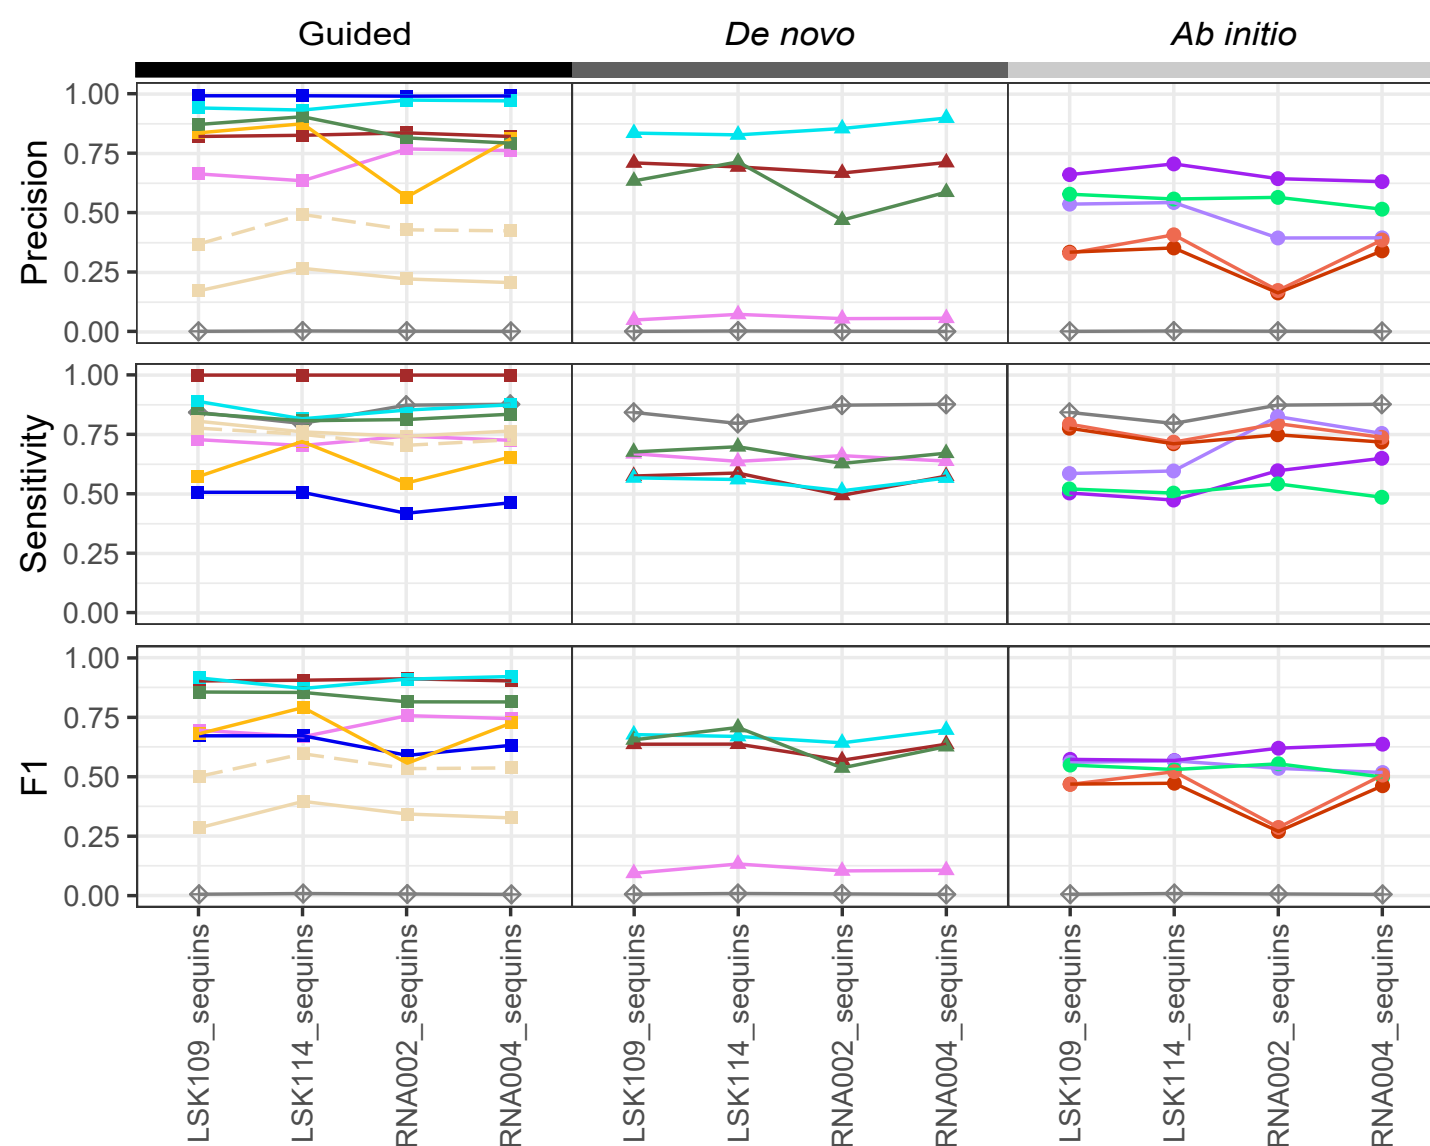 Guided De novo Ab initio
Precision
1.00
0.75
0.50
0.25
0.00
Sensitivity
1.00
0.75
0.50
0.25
0.00
F1
1.00
0.75
0.50
0.25
0.00
LSK109_sequins
LSK114_sequins
RNA002_sequins
RNA004_sequins
LSK109_sequins
LSK114_sequins
RNA002_sequins
RNA004_sequins
LSK109_sequins
LSK114_sequins
RNA002_sequins
RNA004_sequins